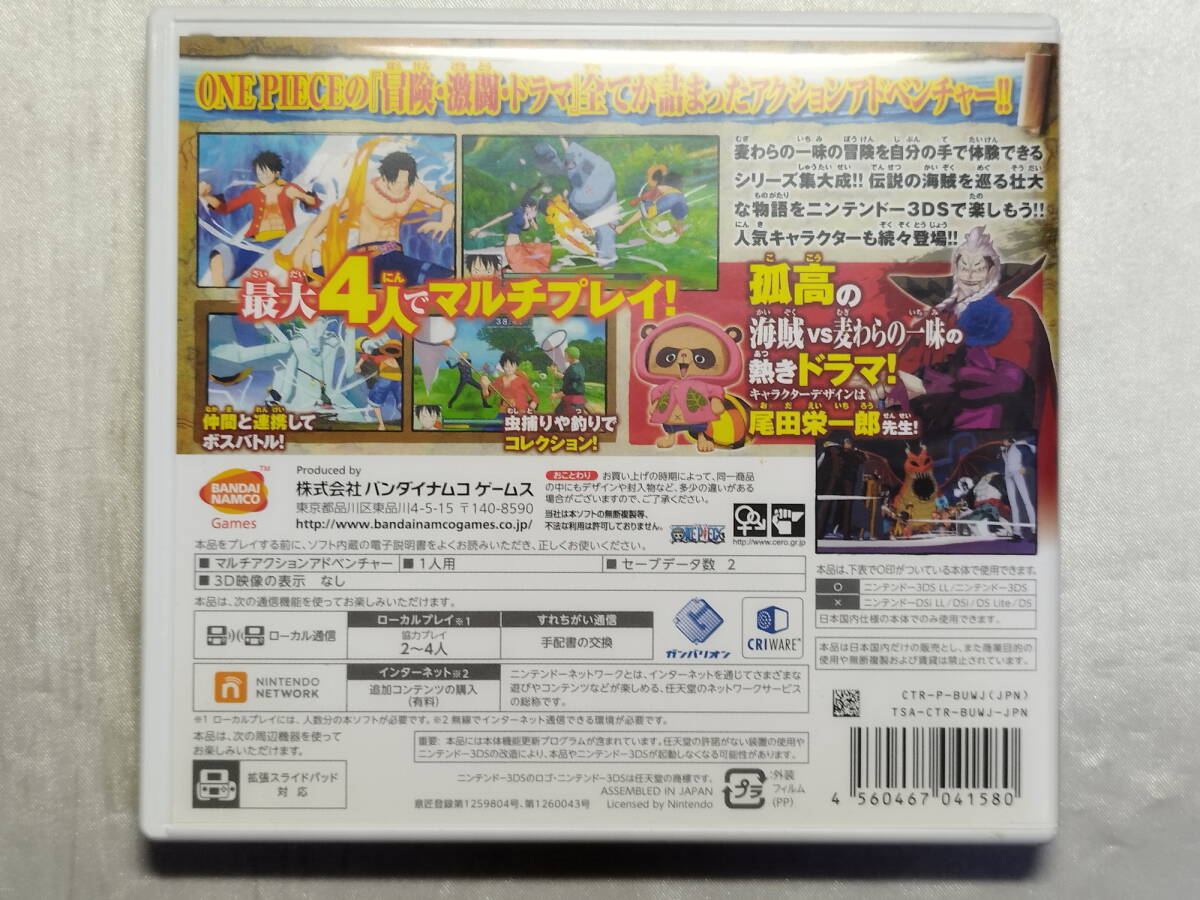 ONE PIECEの『冒険・激闘・ドラマ』全てが詰まったアクションアドベンチャー!!
麦わらの一味の冒険を自分の手で体験できる
シリーズ集大成!! 伝説の海賊を巡る壮大
な物語をニンテンドー3DSで楽しもう!!
人気キャラクターも続々登場!!
最大4人でマルチプレイ!
孤高の
海賊vs麦わらの一味の
熱きドラマ!
キャラクターデザインは
尾田栄一郎先生!
仲間と連携して
ボスバトル!
38
虫捕りや釣りで
コレクション!
BANDAI
NAMCO
Games
TM
Produced by
株式会社 バンダイナムコ ゲームス
東京都品川区東品川4-5-15 〒140-8590
http://www.bandainamcogames.co.jp/
おことわり お買い上げの時期によって、同一商品
の中にもデザインや封入物など、多少の違いがある
場合がございますので、ご了承ください。
当社は本ソフトの無断複製等、
不法な利用は許可しておりません。
ONE PIECE
http://www.cero.gr.jp
本品をプレイする前に、ソフト内蔵の電子説明書をよくお読みいただき、正しくお使いください。
■ マルチアクションアドベンチャー ■ 1人用 ■ セーブデータ数 2
■ 3D映像の表示 なし
本品は、次の通信機能を使ってお楽しみいただけます。
ローカル通信
ローカルプレイ※1
協力プレイ
2〜4人
すれちがい通信
手配書の交換
ガンバリオン
CRIWARE
NINTENDO
NETWORK
インターネット※2
追加コンテンツの購入
(有料)
ニンテンドーネットワークとは、インターネットを通じてさまざまな
遊びやコンテンツなどが楽しめる、任天堂のネットワークサービス
の総称です。
※1 ローカルプレイには、人数分の本ソフトが必要です。※2 無線でインターネット通信できる環境が必要です。
本品は、次の周辺機器を使って
お楽しみいただけます。
拡張スライドパッド
対応
重要: 本品には本体機能更新プログラムが含まれています。任天堂の許諾がない装置の使用や
ニンテンドー3DSの改造により、本品やニンテンドー3DSが起動しなくなる可能性があります。
ニンテンドー3DSのロゴ・ニンテンドー3DSは任天堂の商標です。
ASSEMBLED IN JAPAN
意匠登録第1259804号、第1260043号 Licensed by Nintendo
プラ
:外装
フィルム
(PP)
本品は、下表で○印がついている本体で使用できます。
○ ニンテンドー3DS LL/ニンテンドー3DS
× ニンテンドーDSi LL/DSi/DS Lite/DS
日本国内仕様の本体でのみ使用できます。
本品は日本国内だけの販売とし、また商業目的の
使用や無断複製および賃貸は禁止されています。
CTR-P-BUWJ(JPN)
TSA-CTR-BUWJ-JPN
4 560467 041580